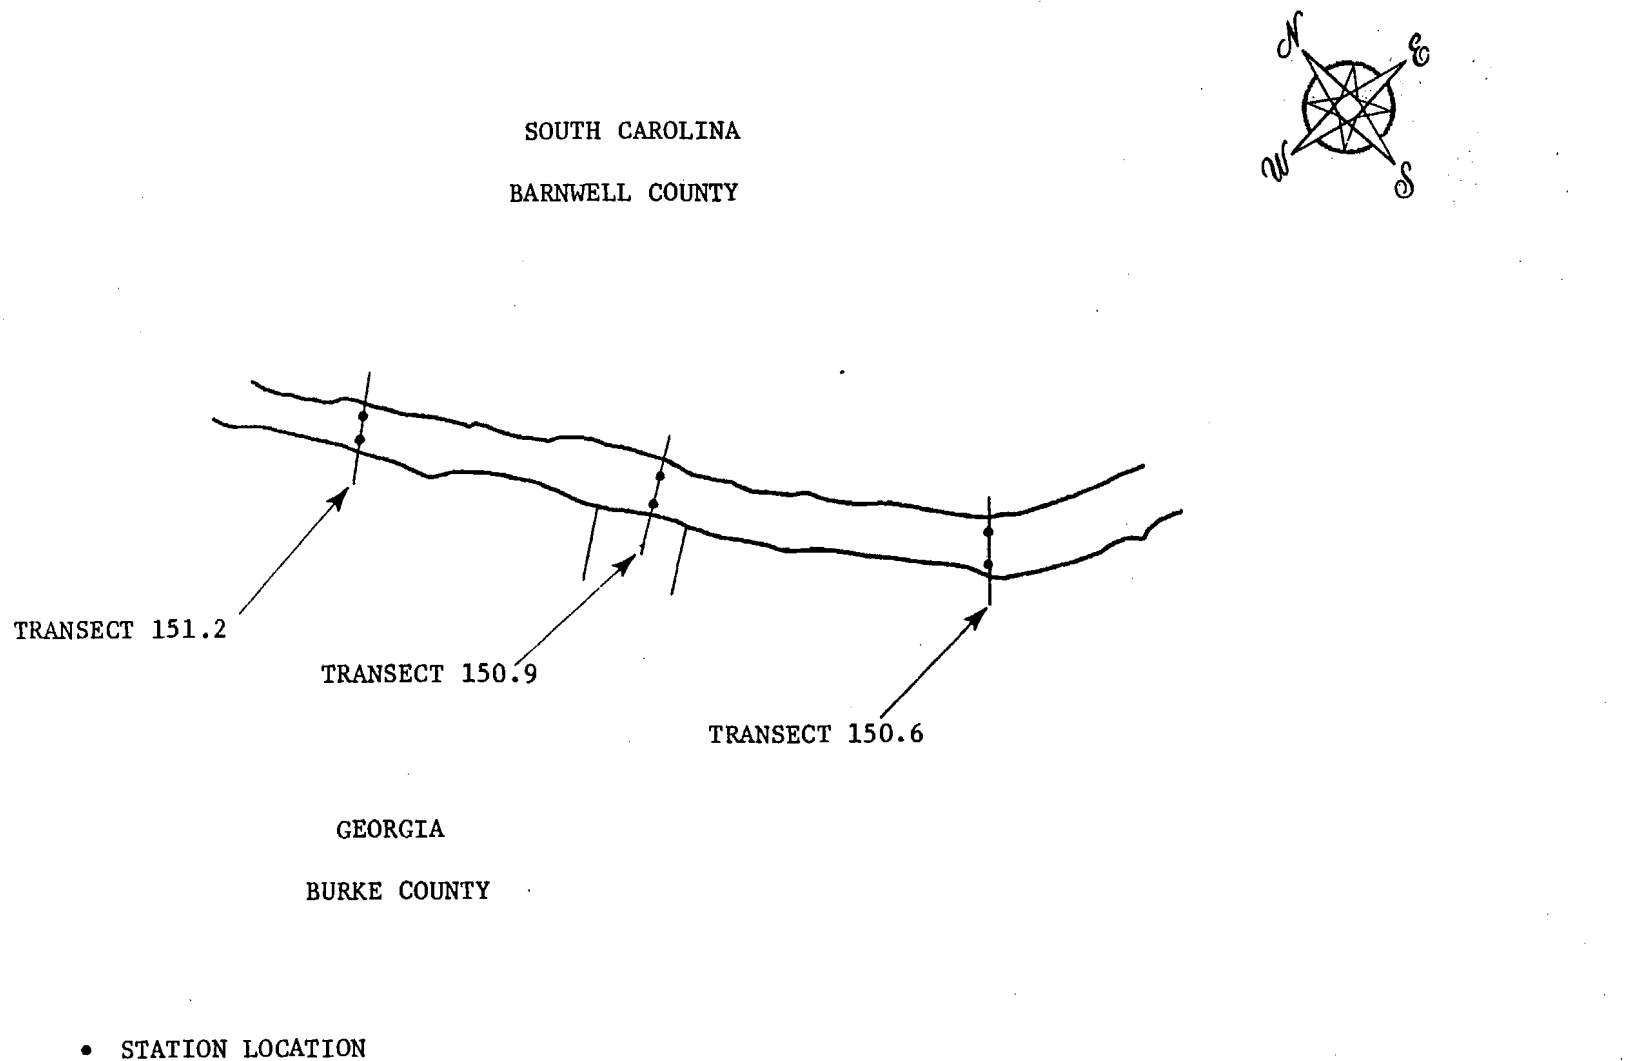 N
E
W
S
SOUTH CAROLINA
BARNWELL COUNTY
TRANSECT 151.2
TRANSECT 150.9
TRANSECT 150.6
GEORGIA
BURKE COUNTY
• STATION LOCATION